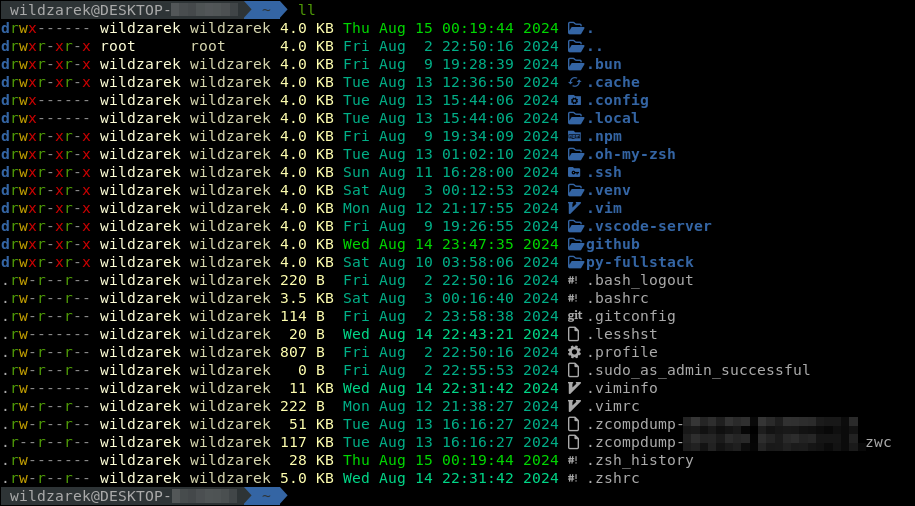 wildzarek@DESKTOP- ~ ll
drwx------ wildzarek wildzarek 4.0 KB Thu Aug 15 00:19:44 2024 .
drwxr-xr-x root root 4.0 KB Fri Aug 2 22:50:16 2024 ..
drwxr-xr-x wildzarek wildzarek 4.0 KB Fri Aug 9 19:28:39 2024 .bun
drwxr-xr-x wildzarek wildzarek 4.0 KB Tue Aug 13 12:36:50 2024 .cache
drwx------ wildzarek wildzarek 4.0 KB Tue Aug 13 15:44:06 2024 .config
drwx------ wildzarek wildzarek 4.0 KB Tue Aug 13 15:44:06 2024 .local
drwxr-xr-x wildzarek wildzarek 4.0 KB Fri Aug 9 19:34:09 2024 .npm
drwxr-xr-x wildzarek wildzarek 4.0 KB Tue Aug 13 01:02:10 2024 .oh-my-zsh
drwxr-xr-x wildzarek wildzarek 4.0 KB Sun Aug 11 16:28:00 2024 .ssh
drwxr-xr-x wildzarek wildzarek 4.0 KB Sat Aug 3 00:12:53 2024 .venv
drwxr-xr-x wildzarek wildzarek 4.0 KB Mon Aug 12 21:17:55 2024 .vim
drwxr-xr-x wildzarek wildzarek 4.0 KB Fri Aug 9 19:26:55 2024 .vscode-server
drwxr-xr-x wildzarek wildzarek 4.0 KB Wed Aug 14 23:47:35 2024 github
drwxr-xr-x wildzarek wildzarek 4.0 KB Sat Aug 10 03:58:06 2024 py-fullstack
.rw-r--r-- wildzarek wildzarek 220 B Fri Aug 2 22:50:16 2024 #! .bash_logout
.rw-r--r-- wildzarek wildzarek 3.5 KB Sat Aug 3 00:16:40 2024 #! .bashrc
.rw-r--r-- wildzarek wildzarek 114 B Fri Aug 2 23:58:38 2024 git .gitconfig
.rw------- wildzarek wildzarek 20 B Wed Aug 14 22:43:21 2024 .lesshst
.rw-r--r-- wildzarek wildzarek 807 B Fri Aug 2 22:50:16 2024 .profile
.rw-r--r-- wildzarek wildzarek 0 B Fri Aug 2 22:55:53 2024 .sudo_as_admin_successful
.rw------- wildzarek wildzarek 11 KB Wed Aug 14 22:31:42 2024 .viminfo
.rw-r--r-- wildzarek wildzarek 222 B Mon Aug 12 21:38:27 2024 .vimrc
.rw-r--r-- wildzarek wildzarek 51 KB Tue Aug 13 16:16:27 2024 .zcompdump-
.r--r--r-- wildzarek wildzarek 117 KB Tue Aug 13 16:16:27 2024 .zcompdump- zwc
.rw------- wildzarek wildzarek 28 KB Thu Aug 15 00:19:44 2024 #! .zsh_history
.rw-r--r-- wildzarek wildzarek 5.0 KB Wed Aug 14 22:31:42 2024 #! .zshrc
wildzarek@DESKTOP- ~